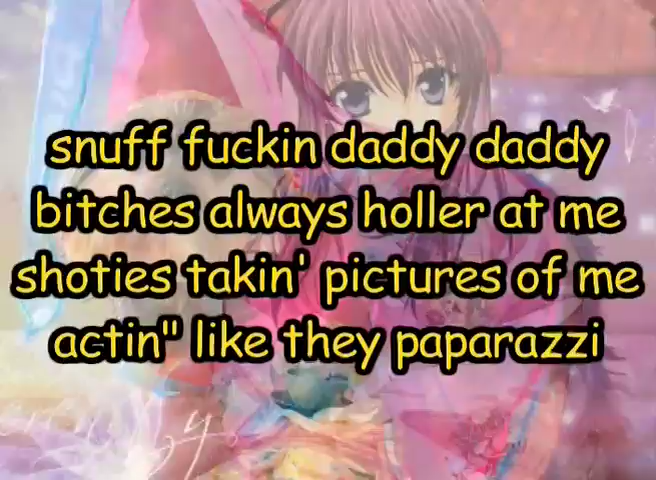 snuff fuckin daddy daddy
bitches always holler at me
shoties takin' pictures of me
actin" like they paparazzi